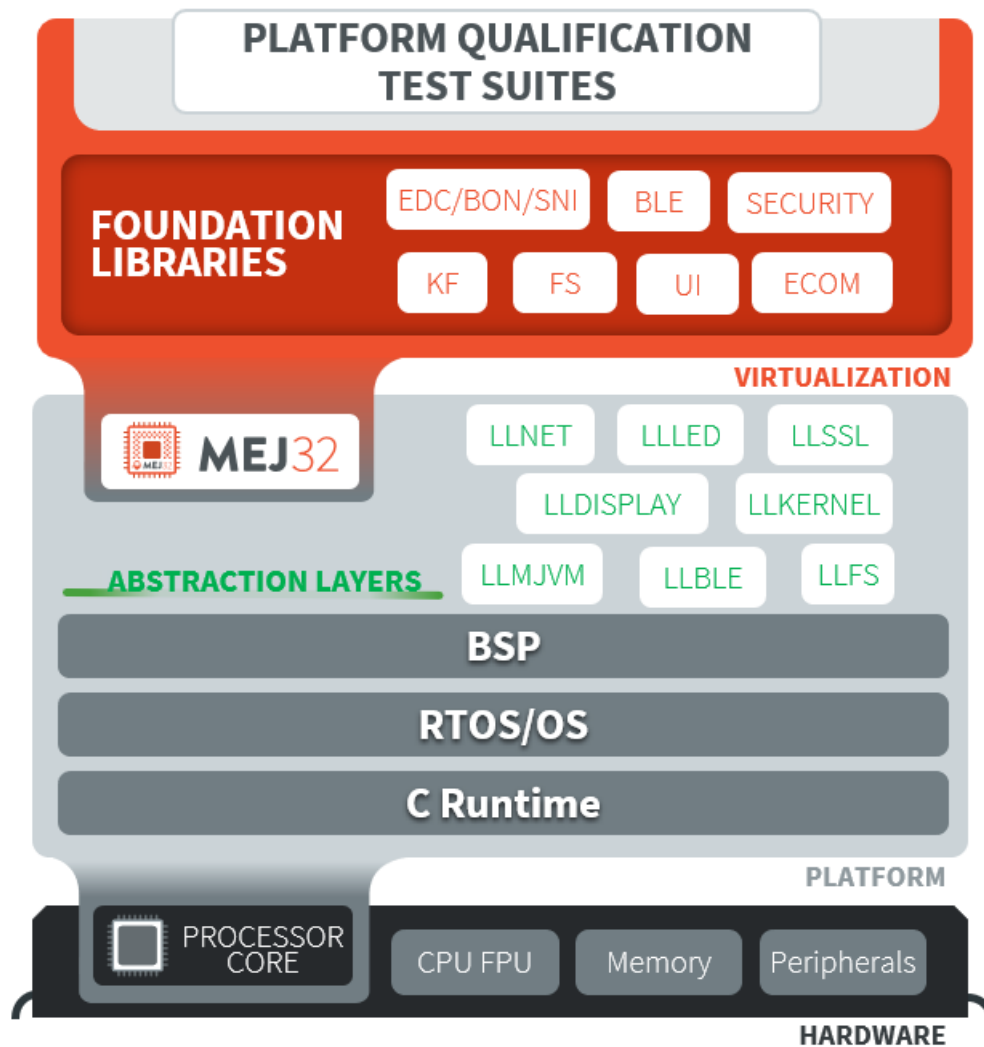 PLATFORM QUALIFICATION
TEST SUITES
FOUNDATION
LIBRARIES
EDC/BON/SNI
BLE
SECURITY
KF
FS
UI
ECOM
VIRTUALIZATION
MEJ32
MEJ32
LLNET
LLLED
LLSSL
LLDISPLAY
LLKERNEL
ABSTRACTION LAYERS
LLMJVM
LLBLE
LLFS
BSP
RTOS/OS
C Runtime
PLATFORM
PROCESSOR
CORE
CPU FPU
Memory
Peripherals
HARDWARE